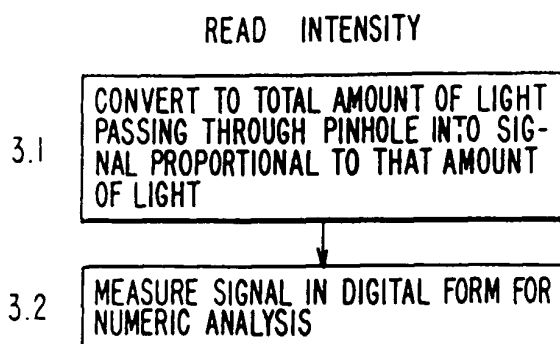 READ INTENSITY
3.1
CONVERT TO TOTAL AMOUNT OF LIGHT
PASSING THROUGH PINHOLE INTO SIG-
NAL PROPORTIONAL TO THAT AMOUNT
OF LIGHT
3.2
MEASURE SIGNAL IN DIGITAL FORM FOR
NUMERIC ANALYSIS